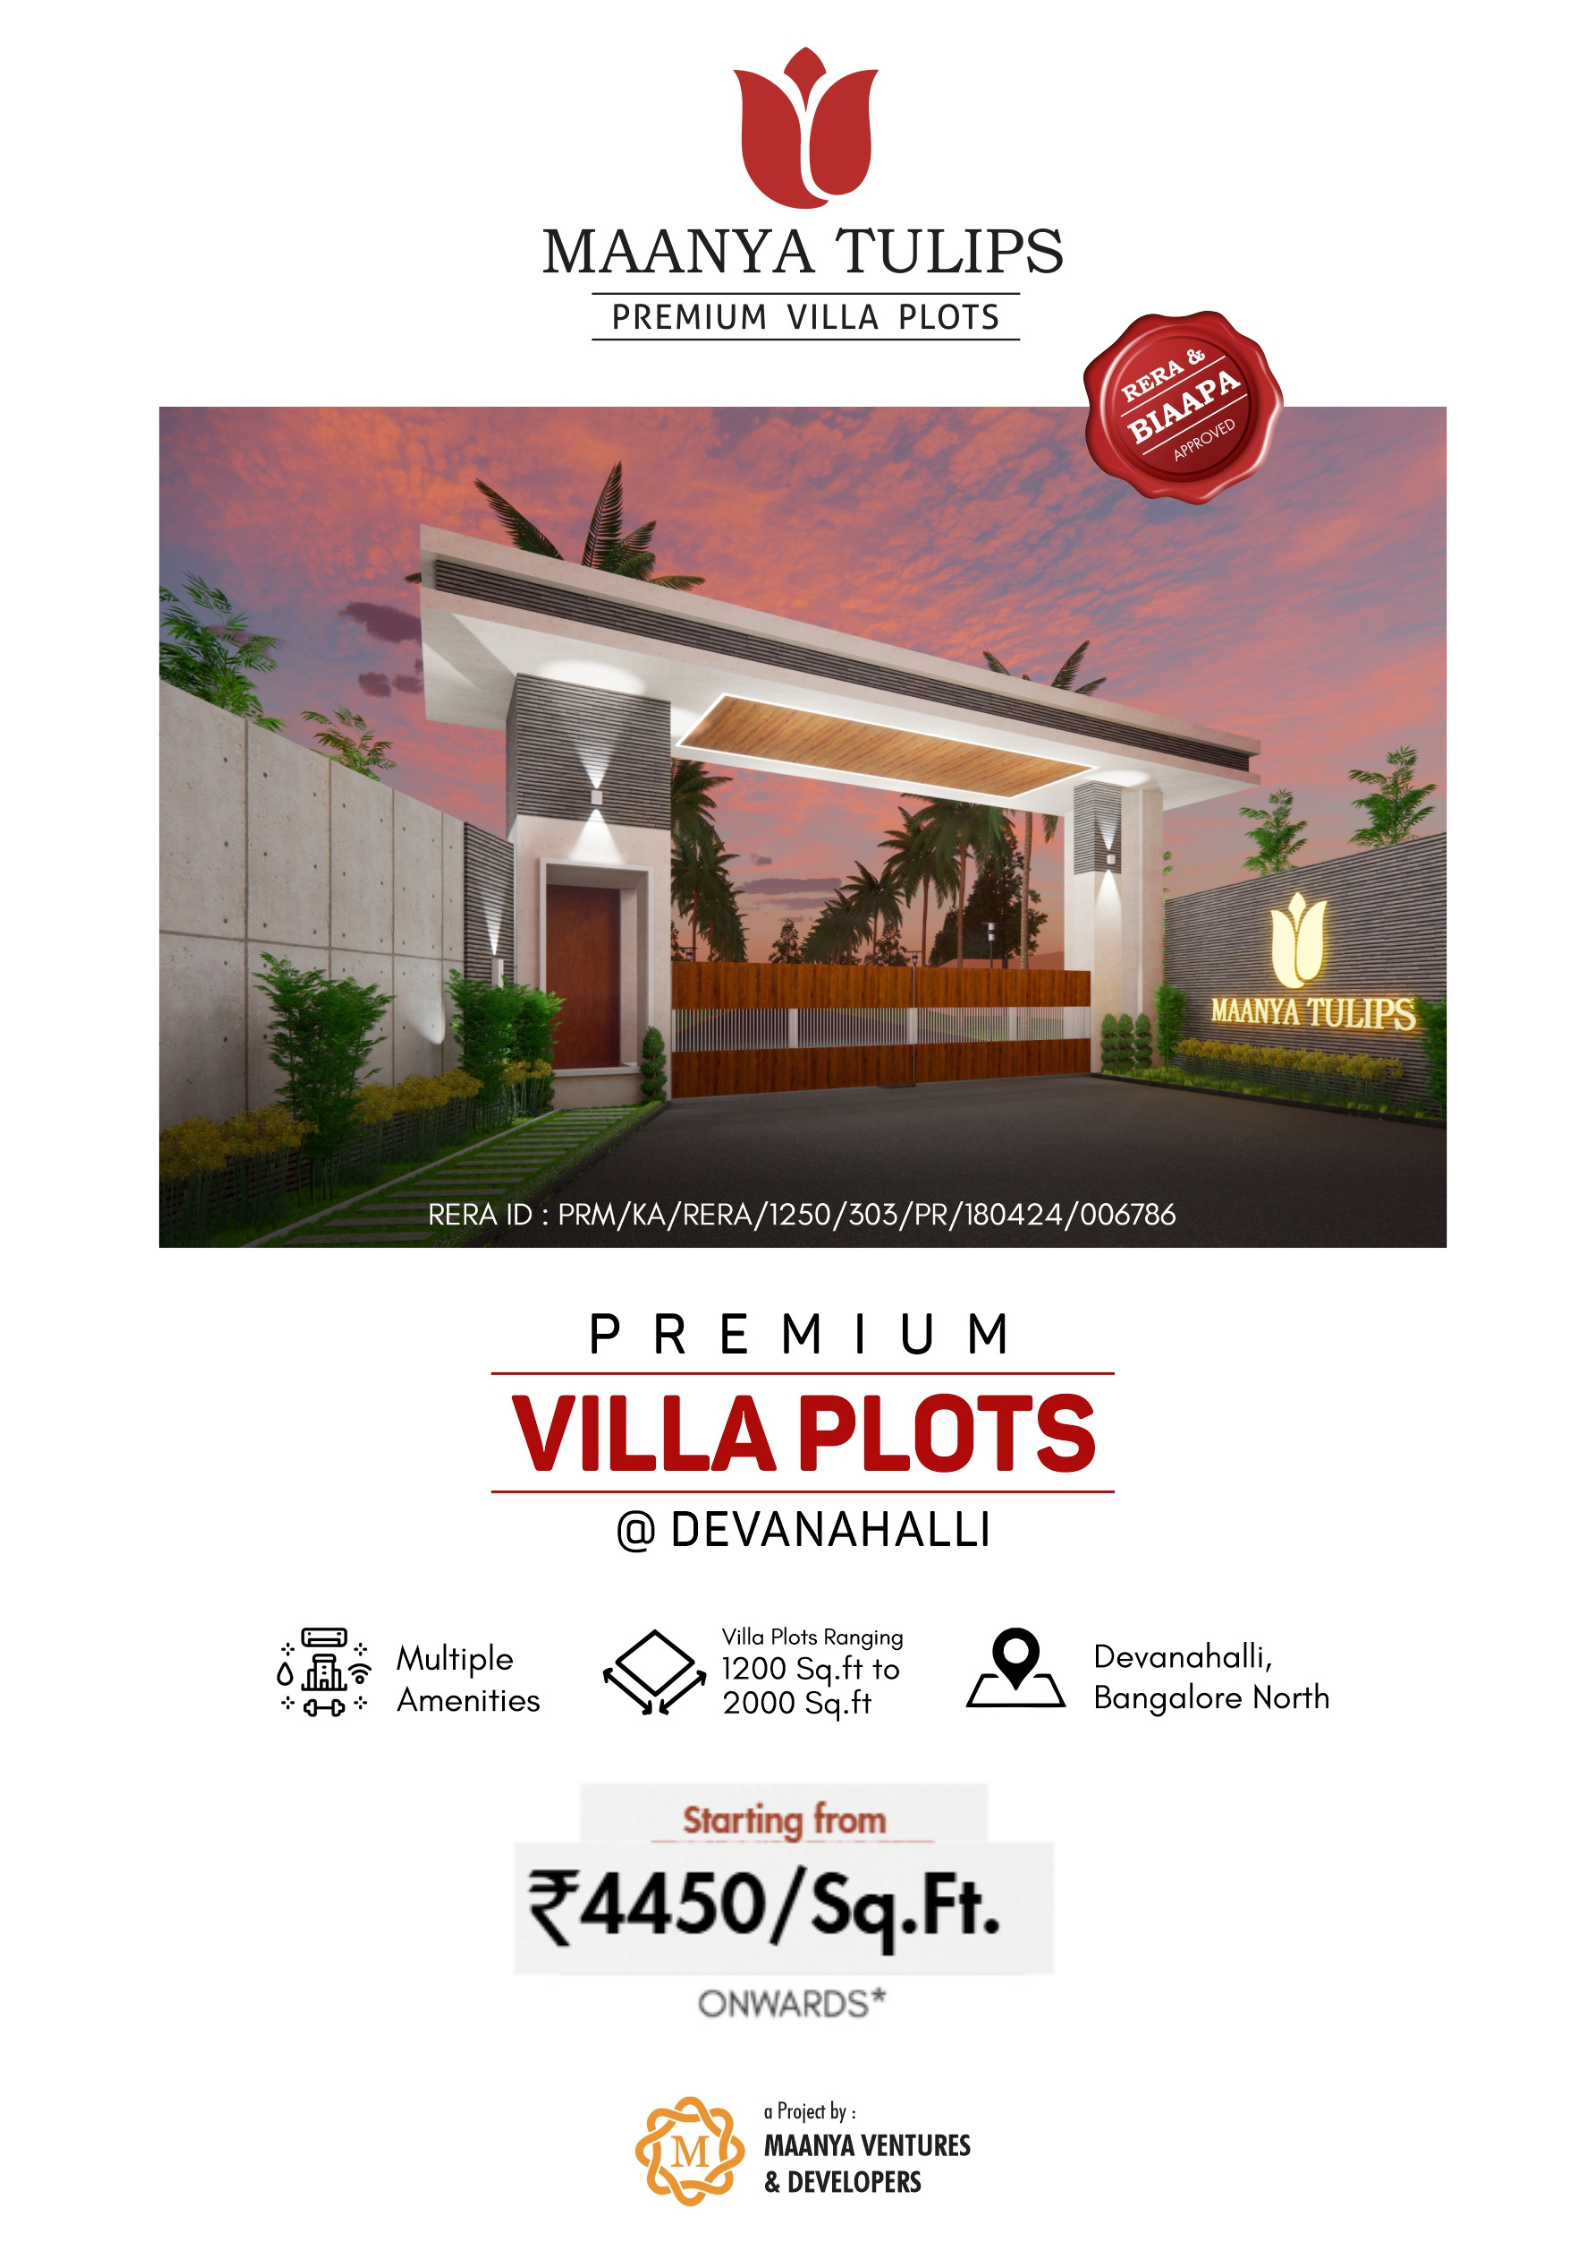 MAANYA TULIPS
PREMIUM VILLA PLOTS
RERA &
BIAAPA
APPROVED
MAANYA TULIPS
RERA ID : PRM/KA/RERA/1250/303/PR/180424/006786
PREMIUM
VILLA PLOTS
@ DEVANAHALLI
Multiple
Amenities
Villa Plots Ranging
1200 Sq.ft to
2000 Sq.ft
Devanahalli,
Bangalore North
Starting from
₹4450/Sq.Ft.
ONWARDS*
M
a Project by :
MAANYA VENTURES
& DEVELOPERS